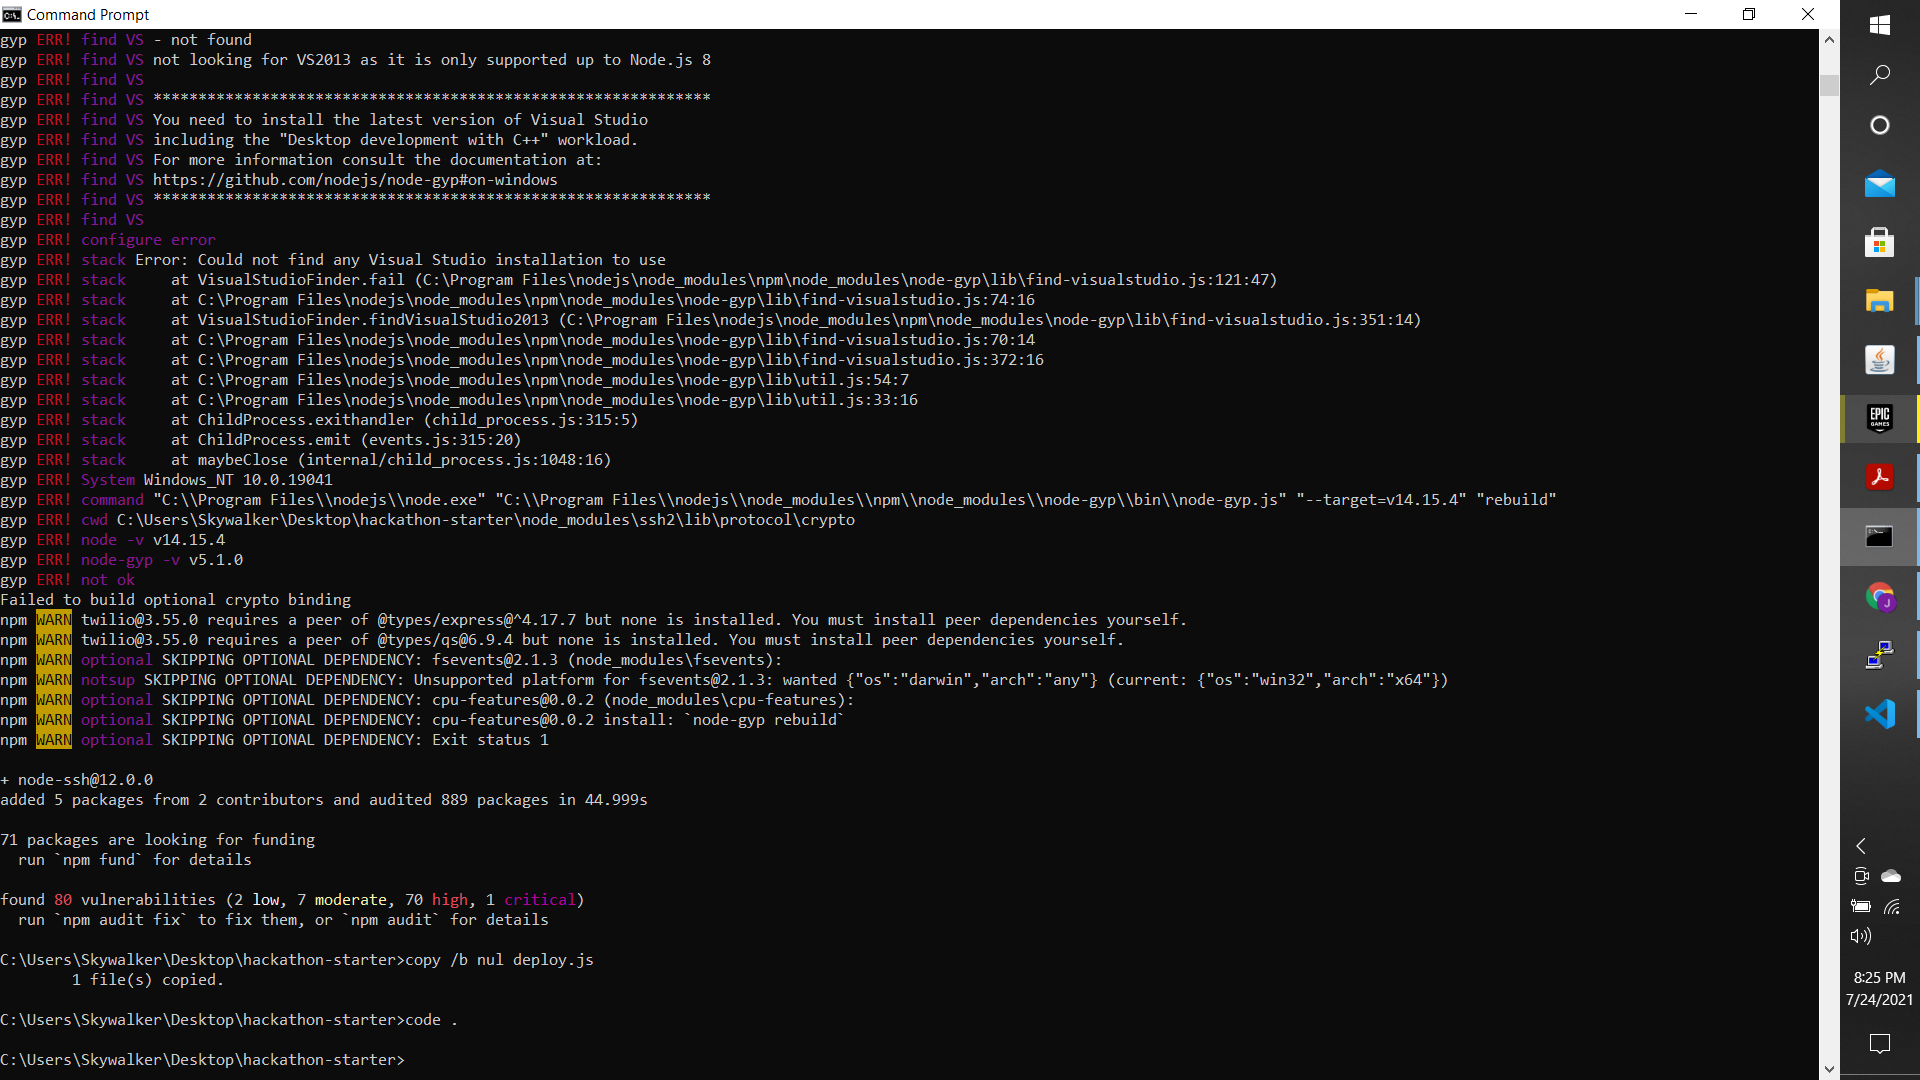 Command Prompt
gyp ERR! find VS - not found
gyp ERR! find VS not looking for VS2013 as it is only supported up to Node.js 8
gyp ERR! find VS
gyp ERR! find VS **************************************************************
gyp ERR! find VS You need to install the latest version of Visual Studio
gyp ERR! find VS including the "Desktop development with C++" workload.
gyp ERR! find VS For more information consult the documentation at:
gyp ERR! find VS https://github.com/nodejs/node-gyp#on-windows
gyp ERR! find VS **************************************************************
gyp ERR! find VS
gyp ERR! configure error
gyp ERR! stack Error: Could not find any Visual Studio installation to use
gyp ERR! stack     at VisualStudioFinder.fail (C:\Program Files\nodejs\node_modules\npm\node_modules\node-gyp\lib\find-visualstudio.js:121:47)
gyp ERR! stack     at C:\Program Files\nodejs\node_modules\npm\node_modules\node-gyp\lib\find-visualstudio.js:74:16
gyp ERR! stack     at VisualStudioFinder.findVisualStudio2013 (C:\Program Files\nodejs\node_modules\npm\node_modules\node-gyp\lib\find-visualstudio.js:351:14)
gyp ERR! stack     at C:\Program Files\nodejs\node_modules\npm\node_modules\node-gyp\lib\find-visualstudio.js:70:14
gyp ERR! stack     at C:\Program Files\nodejs\node_modules\npm\node_modules\node-gyp\lib\find-visualstudio.js:372:16
gyp ERR! stack     at C:\Program Files\nodejs\node_modules\npm\node_modules\node-gyp\lib\util.js:54:7
gyp ERR! stack     at C:\Program Files\nodejs\node_modules\npm\node_modules\node-gyp\lib\util.js:33:16
gyp ERR! stack     at ChildProcess.exithandler (child_process.js:315:5)
gyp ERR! stack     at ChildProcess.emit (events.js:315:20)
gyp ERR! stack     at maybeClose (internal/child_process.js:1048:16)
gyp ERR! System Windows_NT 10.0.19041
gyp ERR! command "C:\\Program Files\\nodejs\\node.exe" "C:\\Program Files\\nodejs\\node_modules\\npm\\node_modules\\node-gyp\\bin\\node-gyp.js" "--target=v14.15.4" "rebuild"
gyp ERR! cwd C:\Users\Skywalker\Desktop\hackathon-starter\node_modules\ssh2\lib\protocol\crypto
gyp ERR! node -v v14.15.4
gyp ERR! node-gyp -v v5.1.0
gyp ERR! not ok
Failed to build optional crypto binding
npm WARN twilio@3.55.0 requires a peer of @types/express@^4.17.7 but none is installed. You must install peer dependencies yourself.
npm WARN twilio@3.55.0 requires a peer of @types/qs@6.9.4 but none is installed. You must install peer dependencies yourself.
npm WARN optional SKIPPING OPTIONAL DEPENDENCY: fsevents@2.1.3 (node_modules\fsevents):
npm WARN notsup SKIPPING OPTIONAL DEPENDENCY: Unsupported platform for fsevents@2.1.3: wanted {"os":"darwin","arch":"any"} (current: {"os":"win32","arch":"x64"})
npm WARN optional SKIPPING OPTIONAL DEPENDENCY: cpu-features@0.0.2 (node_modules\cpu-features):
npm WARN optional SKIPPING OPTIONAL DEPENDENCY: cpu-features@0.0.2 install: `node-gyp rebuild`
npm WARN optional SKIPPING OPTIONAL DEPENDENCY: Exit status 1
+ node-ssh@12.0.0
added 5 packages from 2 contributors and audited 889 packages in 44.999s
71 packages are looking for funding
  run `npm fund` for details
found 80 vulnerabilities (2 low, 7 moderate, 70 high, 1 critical)
  run `npm audit fix` to fix them, or `npm audit` for details
C:\Users\Skywalker\Desktop\hackathon-starter>copy /b nul deploy.js
        1 file(s) copied.
C:\Users\Skywalker\Desktop\hackathon-starter>code .
C:\Users\Skywalker\Desktop\hackathon-starter>
EPIC
GAMES
J
8:25 PM
7/24/2021